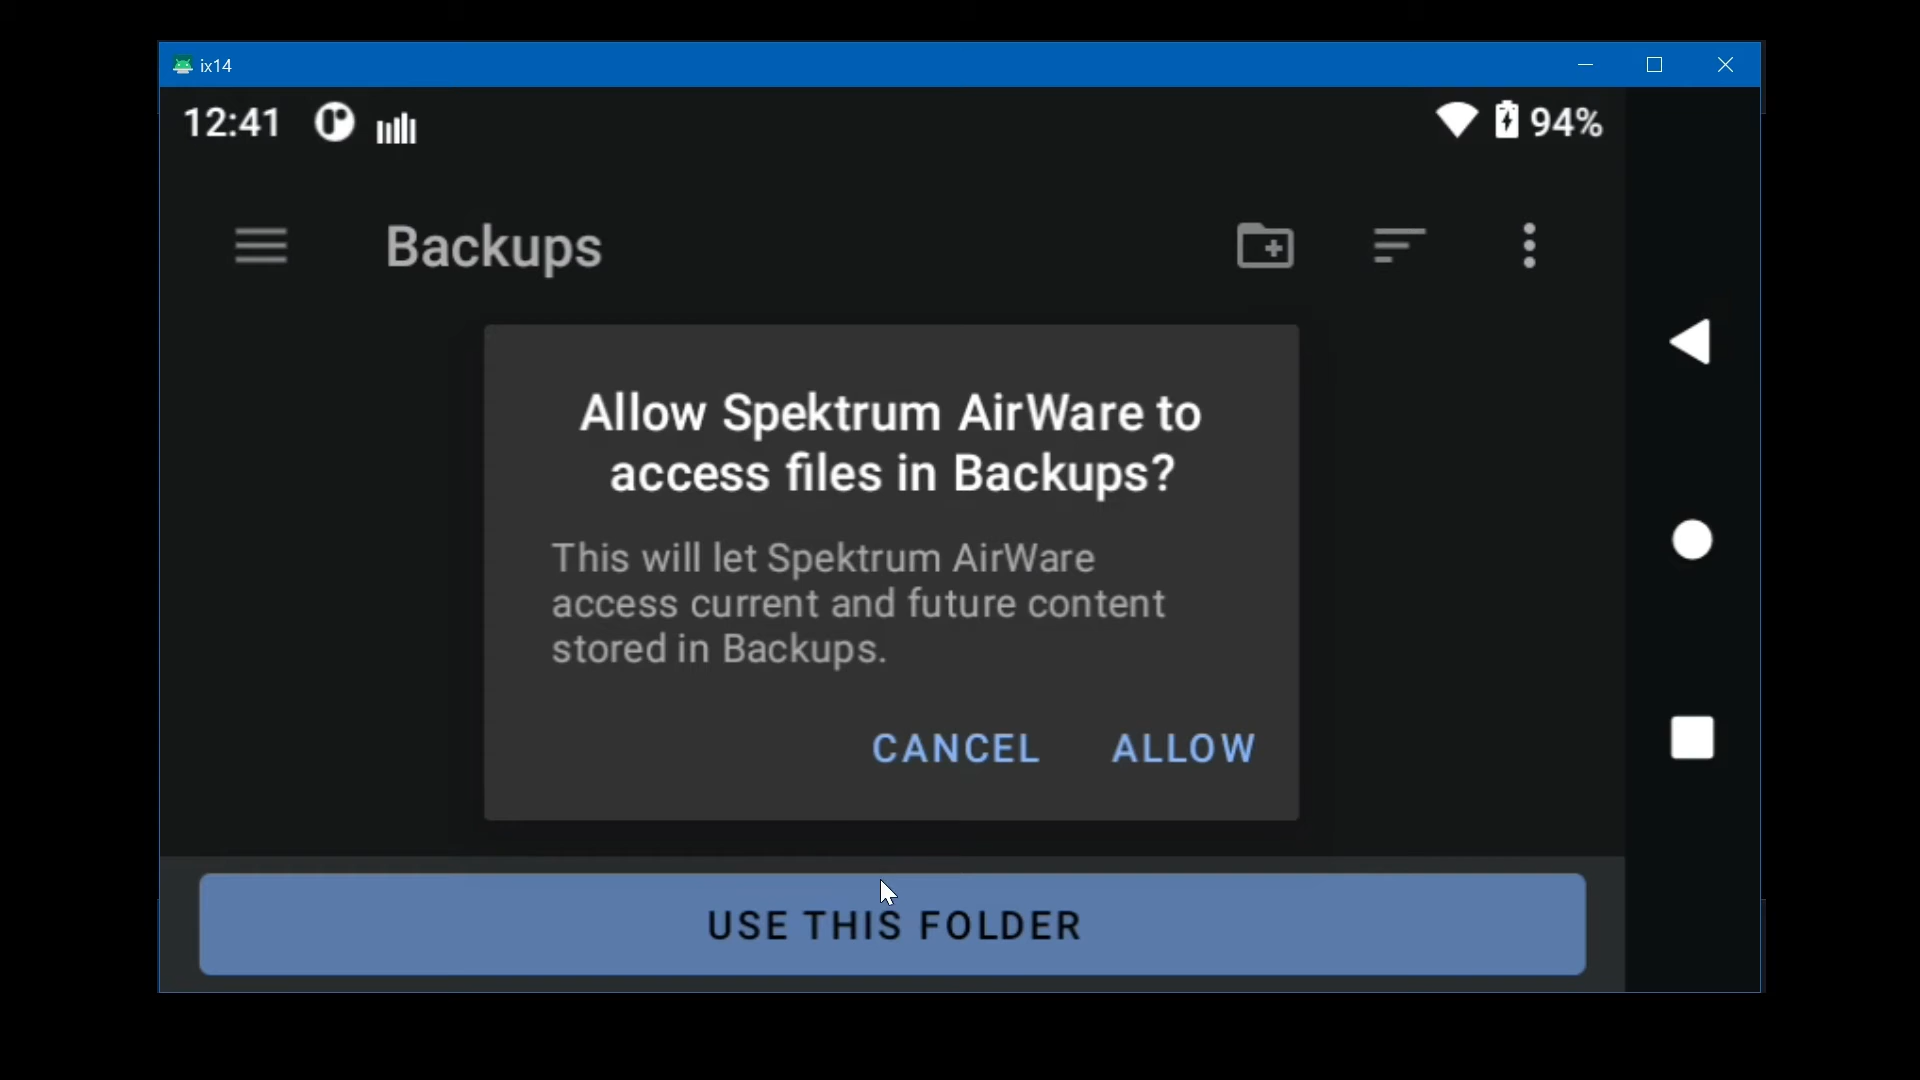 ix14
12:41
94%
Backups
Allow Spektrum AirWare to
access files in Backups?
This will let Spektrum AirWare
access current and future content
stored in Backups.
CANCEL ALLOW
USE THIS FOLDER